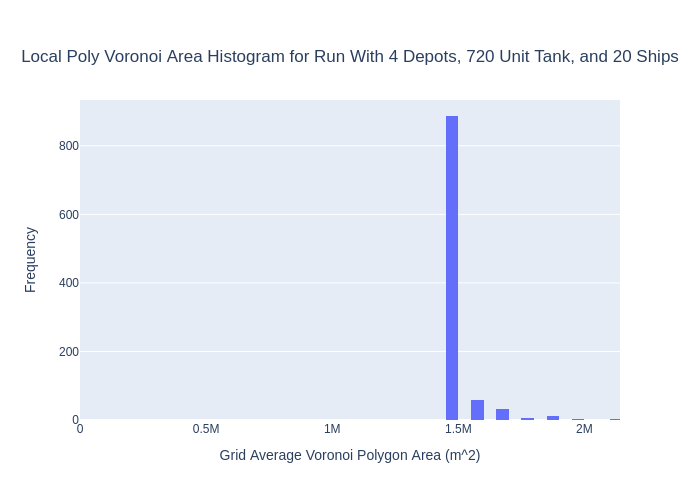 Local Poly Voronoi Area Histogram for Run With 4 Depots, 720 Unit Tank, and 20 Ships
800
600
400
200
0
0 0.5M 1M 1.5M 2M
Frequency
Grid Average Voronoi Polygon Area (m^2)